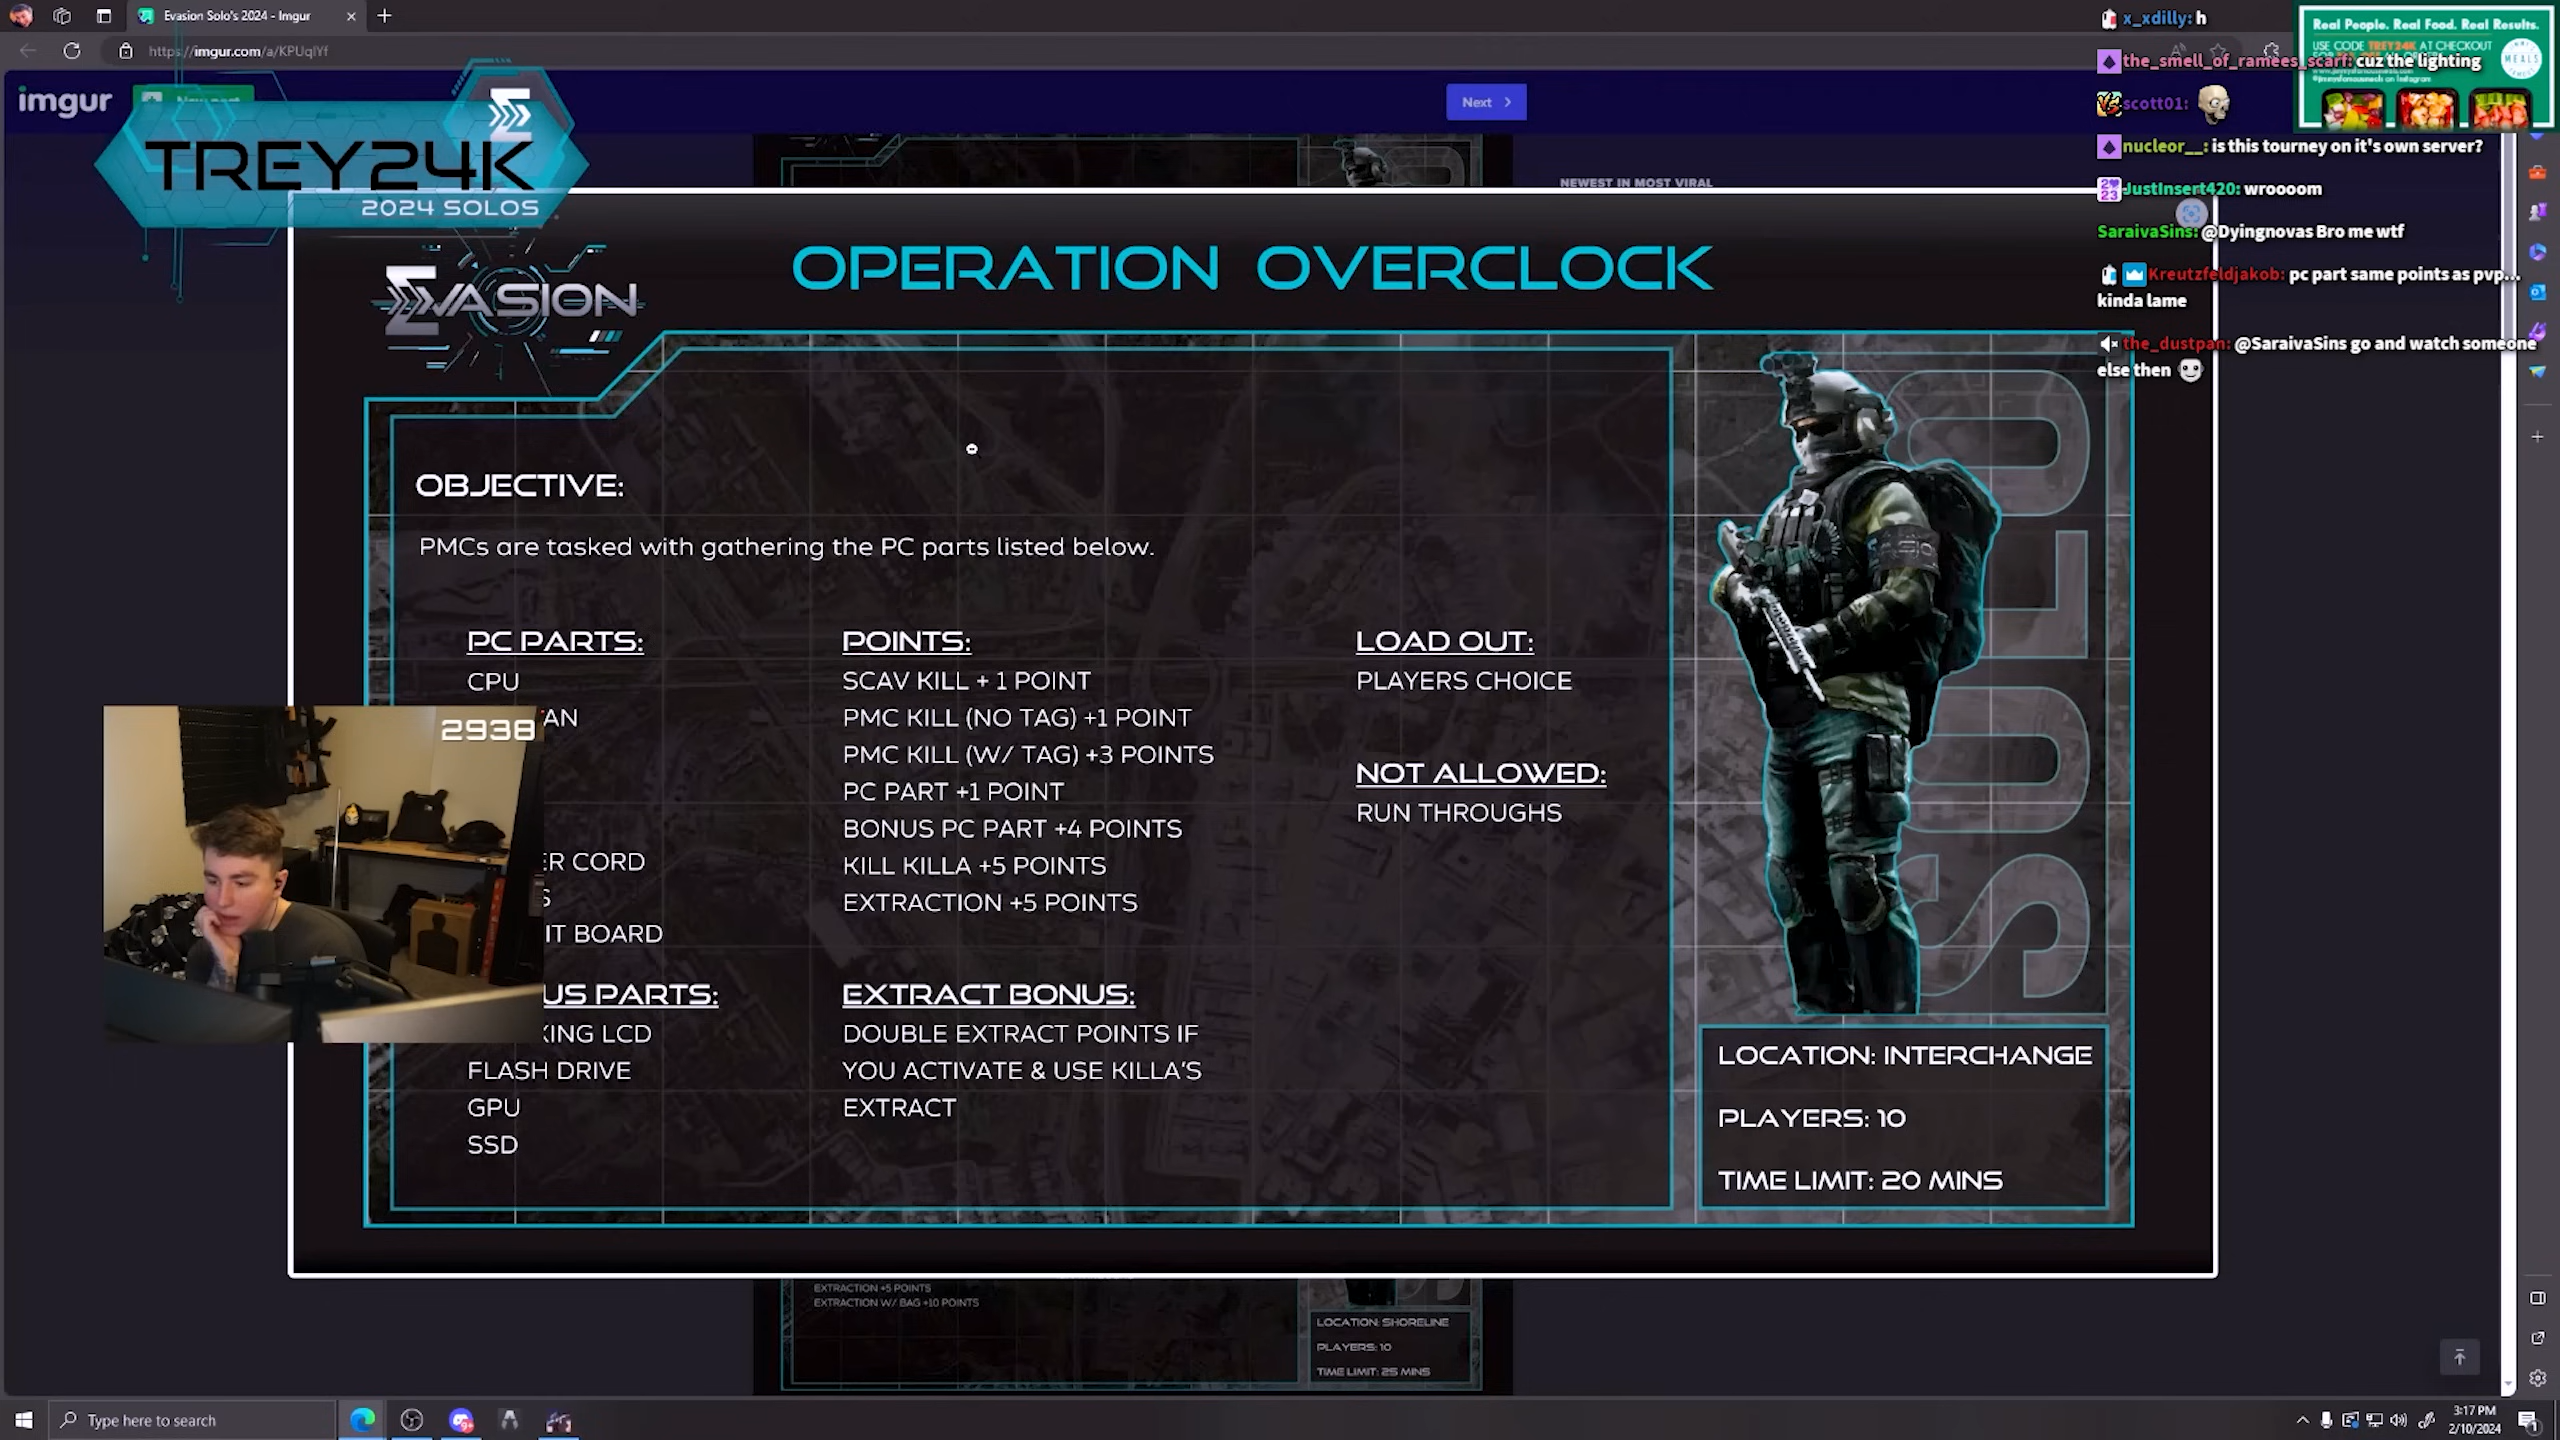 Evasion Solo's 2024 - Imgur
https://imgur.com/a/KPUqlYf
imgur
Next
TREY24K
2024 SOLOS
NEWEST IN MOST VIRAL
Real People. Real Food. Real Results.
USE CODE TREY24K AT CHECKOUT
MEALS
x_xdilly: h
the_smell_of_ramees_scarf: cuz the lighting
scott01:
nucleor__: is this tourney on it's own server?
JustInsert420: wroooom
SaraivaSins: @Dyingnovas Bro me wtf
Kreutzfeldjakob: pc part same points as pvp...
kinda lame
the_dustpan: @SaraivaSins go and watch someone
else then
EVASION
OPERATION OVERCLOCK
OBJECTIVE:
PMCs are tasked with gathering the PC parts listed below.
PC PARTS:
CPU
AN
ER CORD
S
IT BOARD
US PARTS:
KING LCD
FLASH DRIVE
GPU
SSD
2938
POINTS:
SCAV KILL + 1 POINT
PMC KILL (NO TAG) +1 POINT
PMC KILL (W/ TAG) +3 POINTS
PC PART +1 POINT
BONUS PC PART +4 POINTS
KILL KILLA +5 POINTS
EXTRACTION +5 POINTS
EXTRACT BONUS:
DOUBLE EXTRACT POINTS IF
YOU ACTIVATE & USE KILLA'S
EXTRACT
LOAD OUT:
PLAYERS CHOICE
NOT ALLOWED:
RUN THROUGHS
SOLO
LOCATION: INTERCHANGE
PLAYERS: 10
TIME LIMIT: 20 MINS
EXTRACTION +5 POINTS
EXTRACTION W/ BAG +10 POINTS
LOCATION: SHORELINE
PLAYERS: 10
TIME LIMIT: 25 MINS
Type here to search
3:17 PM
2/10/2024